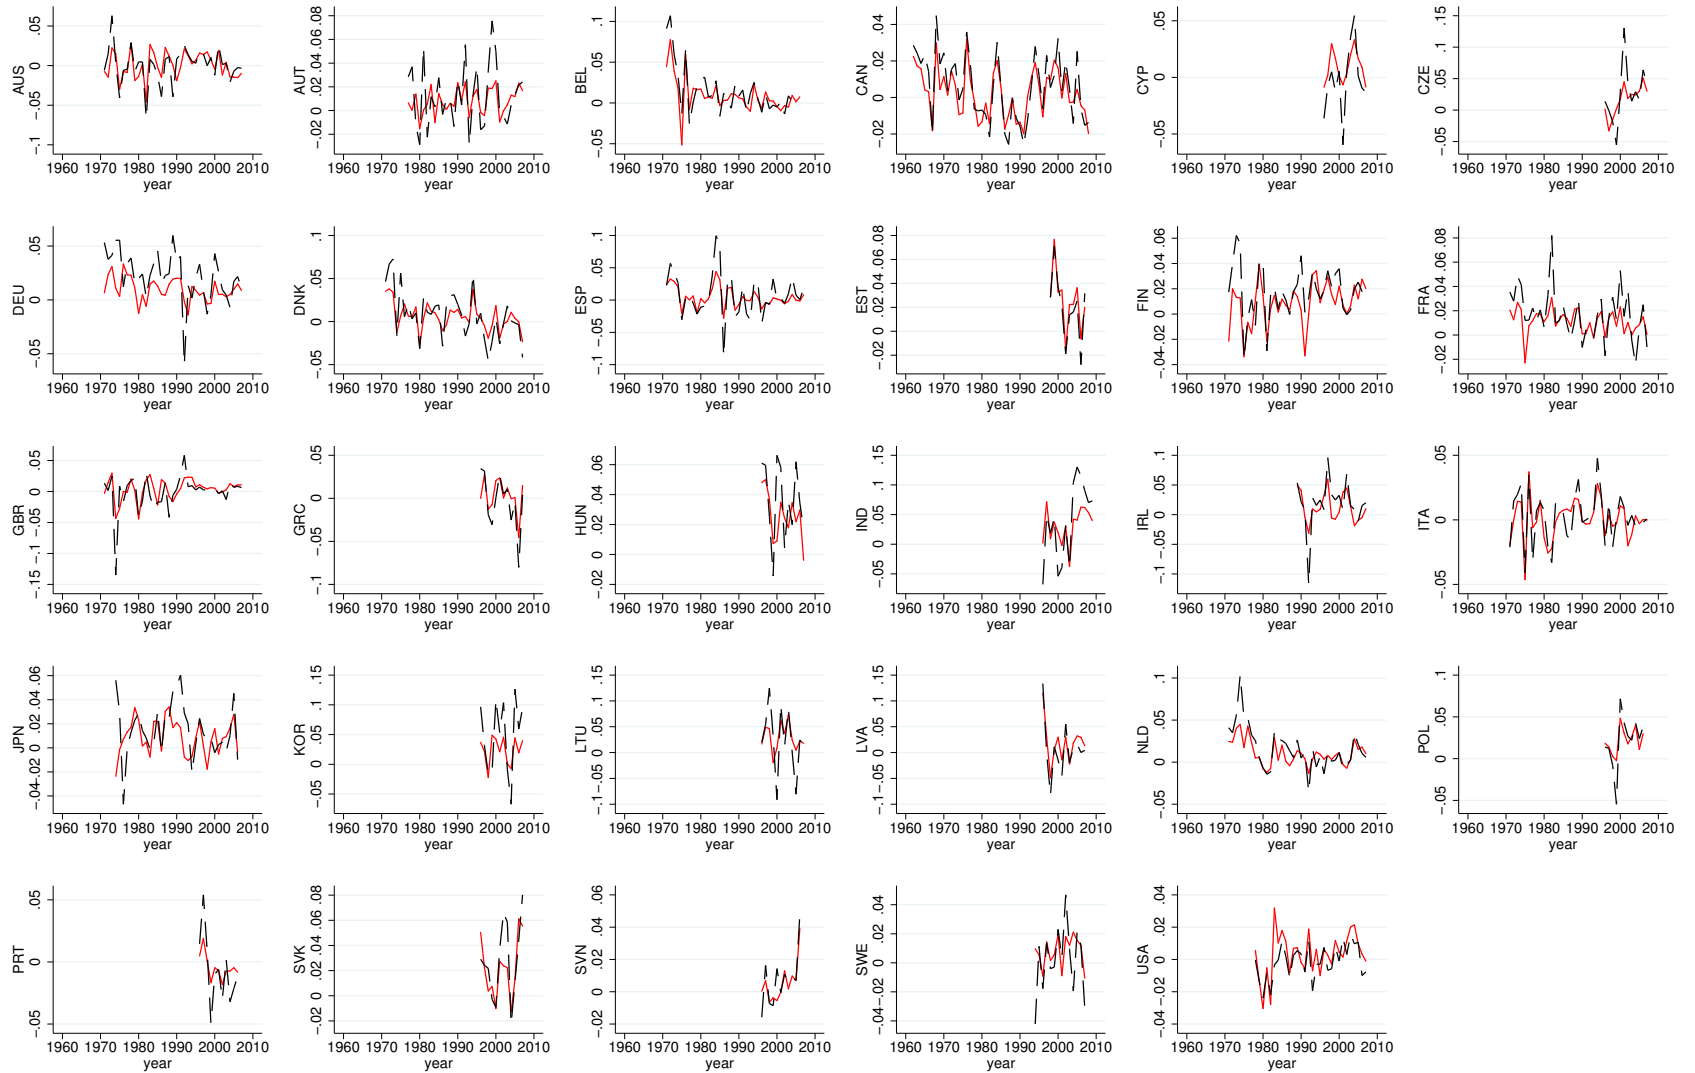 AUS
−.1 −.05 0 .05
1960 1970 1980 1990 2000 2010
year
AUT
−.02 0 .02 .04 .06 .08
1960 1970 1980 1990 2000 2010
year
BEL
−.05 0 .05 .1
1960 1970 1980 1990 2000 2010
year
CAN
−.02 0 .02 .04
1960 1970 1980 1990 2000 2010
year
CYP
−.05 0 .05
1960 1970 1980 1990 2000 2010
year
CZE
−.05 0 .05 .1 .15
1960 1970 1980 1990 2000 2010
year
DEU
−.05 0 .05
1960 1970 1980 1990 2000 2010
year
DNK
−.05 0 .05 .1
1960 1970 1980 1990 2000 2010
year
ESP
−.1 −.05 0 .05 .1
1960 1970 1980 1990 2000 2010
year
EST
−.02 0 .02 .04 .06 .08
1960 1970 1980 1990 2000 2010
year
FIN
−.04 −.02 0 .02 .04 .06
1960 1970 1980 1990 2000 2010
year
FRA
−.02 0 .02 .04 .06 .08
1960 1970 1980 1990 2000 2010
year
GBR
−.15 −.1 −.05 0 .05
1960 1970 1980 1990 2000 2010
year
GRC
−.1 −.05 0 .05
1960 1970 1980 1990 2000 2010
year
HUN
−.02 0 .02 .04 .06
1960 1970 1980 1990 2000 2010
year
IND
−.05 0 .05 .1 .15
1960 1970 1980 1990 2000 2010
year
IRL
−.1 −.05 0 .05 .1
1960 1970 1980 1990 2000 2010
year
ITA
−.05 0 .05
1960 1970 1980 1990 2000 2010
year
JPN
−.04 −.02 0 .02 .04 .06
1960 1970 1980 1990 2000 2010
year
KOR
−.05 0 .05 .1 .15
1960 1970 1980 1990 2000 2010
year
LTU
−.1 −.05 0 .05 .1 .15
1960 1970 1980 1990 2000 2010
year
LVA
−.1 −.05 0 .05 .1 .15
1960 1970 1980 1990 2000 2010
year
NLD
−.05 0 .05 .1
1960 1970 1980 1990 2000 2010
year
POL
−.05 0 .05 .1
1960 1970 1980 1990 2000 2010
year
PRT
−.05 0 .05
1960 1970 1980 1990 2000 2010
year
SVK
−.02 0 .02 .04 .06 .08
1960 1970 1980 1990 2000 2010
year
SVN
−.02 0 .02 .04 .06
1960 1970 1980 1990 2000 2010
year
SWE
−.04 −.02 0 .02 .04
1960 1970 1980 1990 2000 2010
year
USA
−.04 −.02 0 .02 .04
1960 1970 1980 1990 2000 2010
year